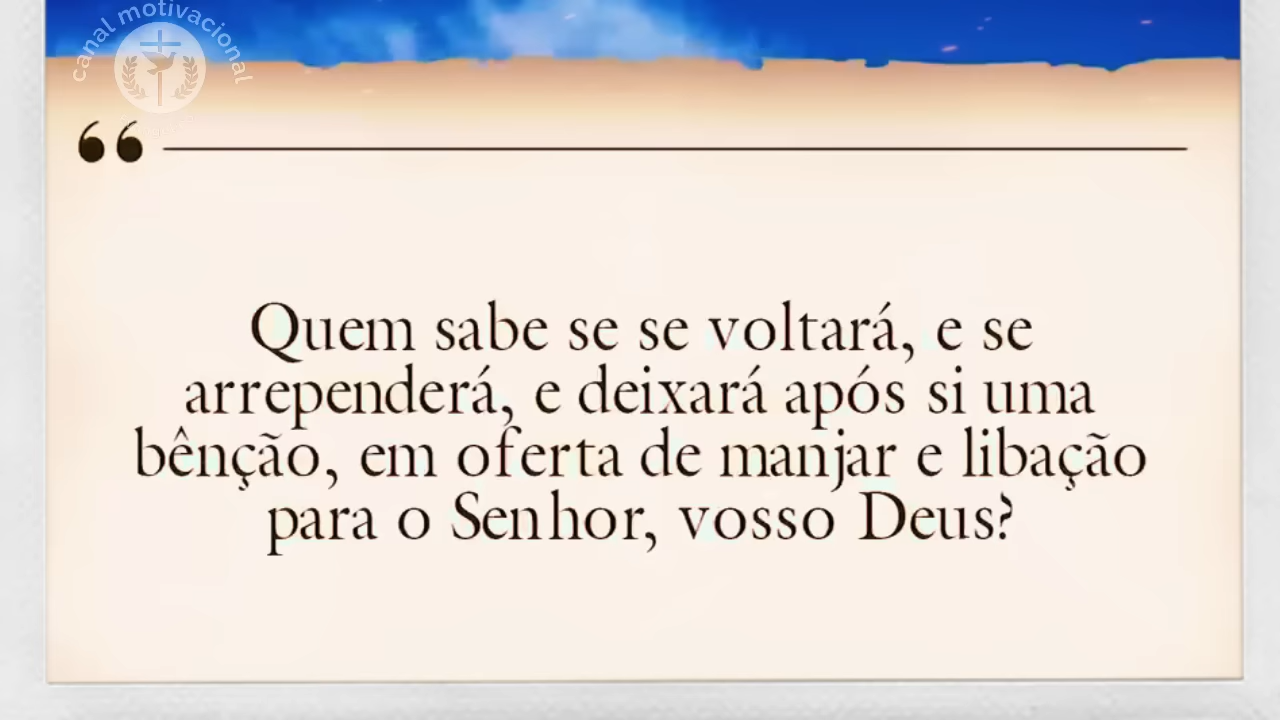 canal motivacional
“
Quem sabe se se voltará, e se
arrependerá, e deixará após si uma
bênção, em oferta de manjar e libação
para o Senhor, vosso Deus?